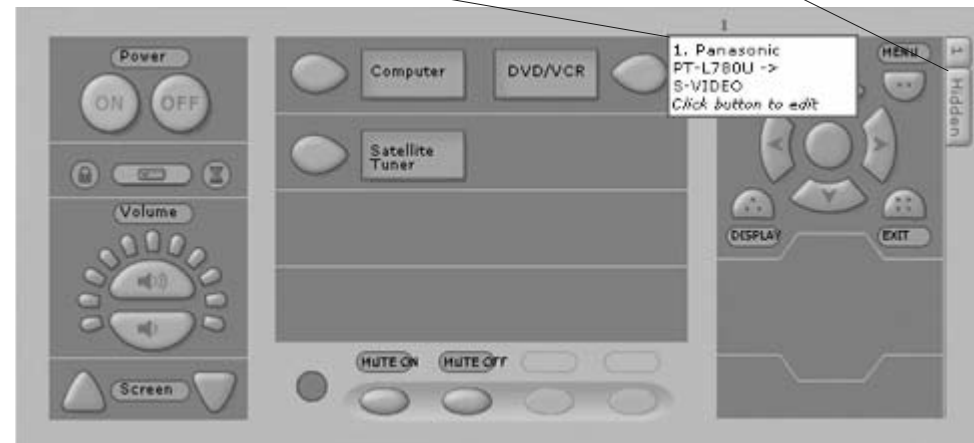 1
Power
ON OFF
Computer
DVD/VCR
1. Panasonic
PT-L780U ->
S-VIDEO
Click button to edit
MENU
1
Hidden
Satellite
Tuner
Volume
DISPLAY
EXIT
MUTE ON
MUTE OFF
Screen